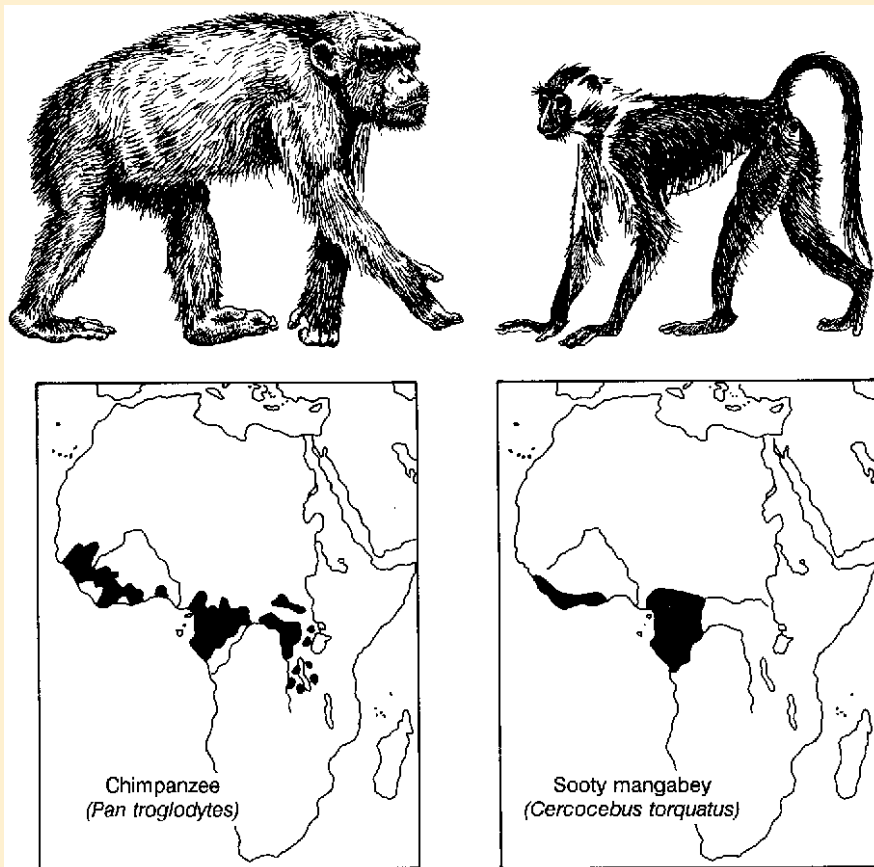 Chimpanzee
(Pan troglodytes)
Sooty mangabey
(Cercocebus torquatus)